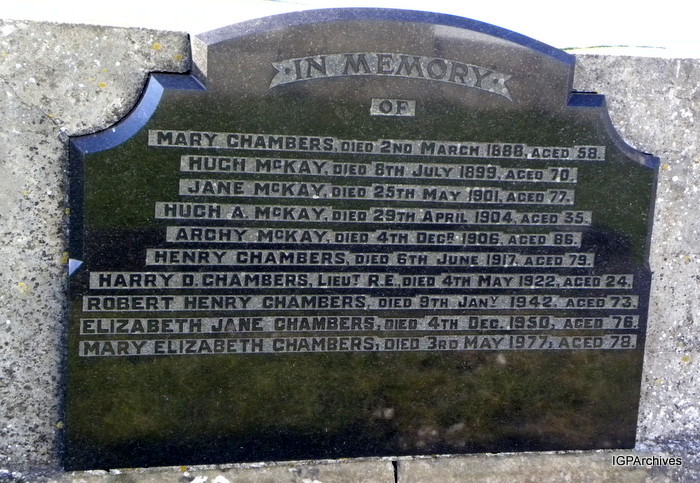 IN MEMORY
OF
MARY CHAMBERS, DIED 2ND MARCH 1888, AGED 58.
HUGH McKAY, DIED 8TH JULY 1899, AGED 70.
JANE McKAY, DIED 25TH MAY 1901, AGED 77.
HUGH A. McKAY, DIED 29TH APRIL 1904, AGED 35.
ARCHY McKAY, DIED 4TH DECR 1906, AGED 86.
HENRY CHAMBERS, DIED 6TH JUNE 1917, AGED 79.
HARRY D. CHAMBERS, LIEUT R.E. DIED 4TH MAY 1922, AGED 24.
ROBERT HENRY CHAMBERS, DIED 9TH JANY 1942, AGED 73.
ELIZABETH JANE CHAMBERS, DIED 4TH DEC. 1950, AGED 76.
MARY ELIZABETH CHAMBERS, DIED 3RD MAY 1977, AGED 78.
IGPArchives